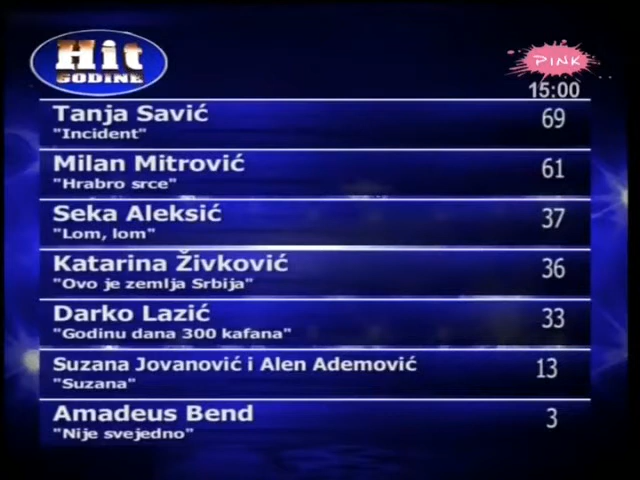 Hit
GODINE
PINK
15:00
Tanja Savić 69
"Incident"
Milan Mitrović 61
"Hrabro srce"
Seka Aleksić 37
"Lom, lom"
Katarina Živković 36
"Ovo je zemlja Srbija"
Darko Lazić 33
"Godinu dana 300 kafana"
Suzana Jovanović i Alen Ademović 13
"Suzana"
Amadeus Bend 3
"Nije svejedno"